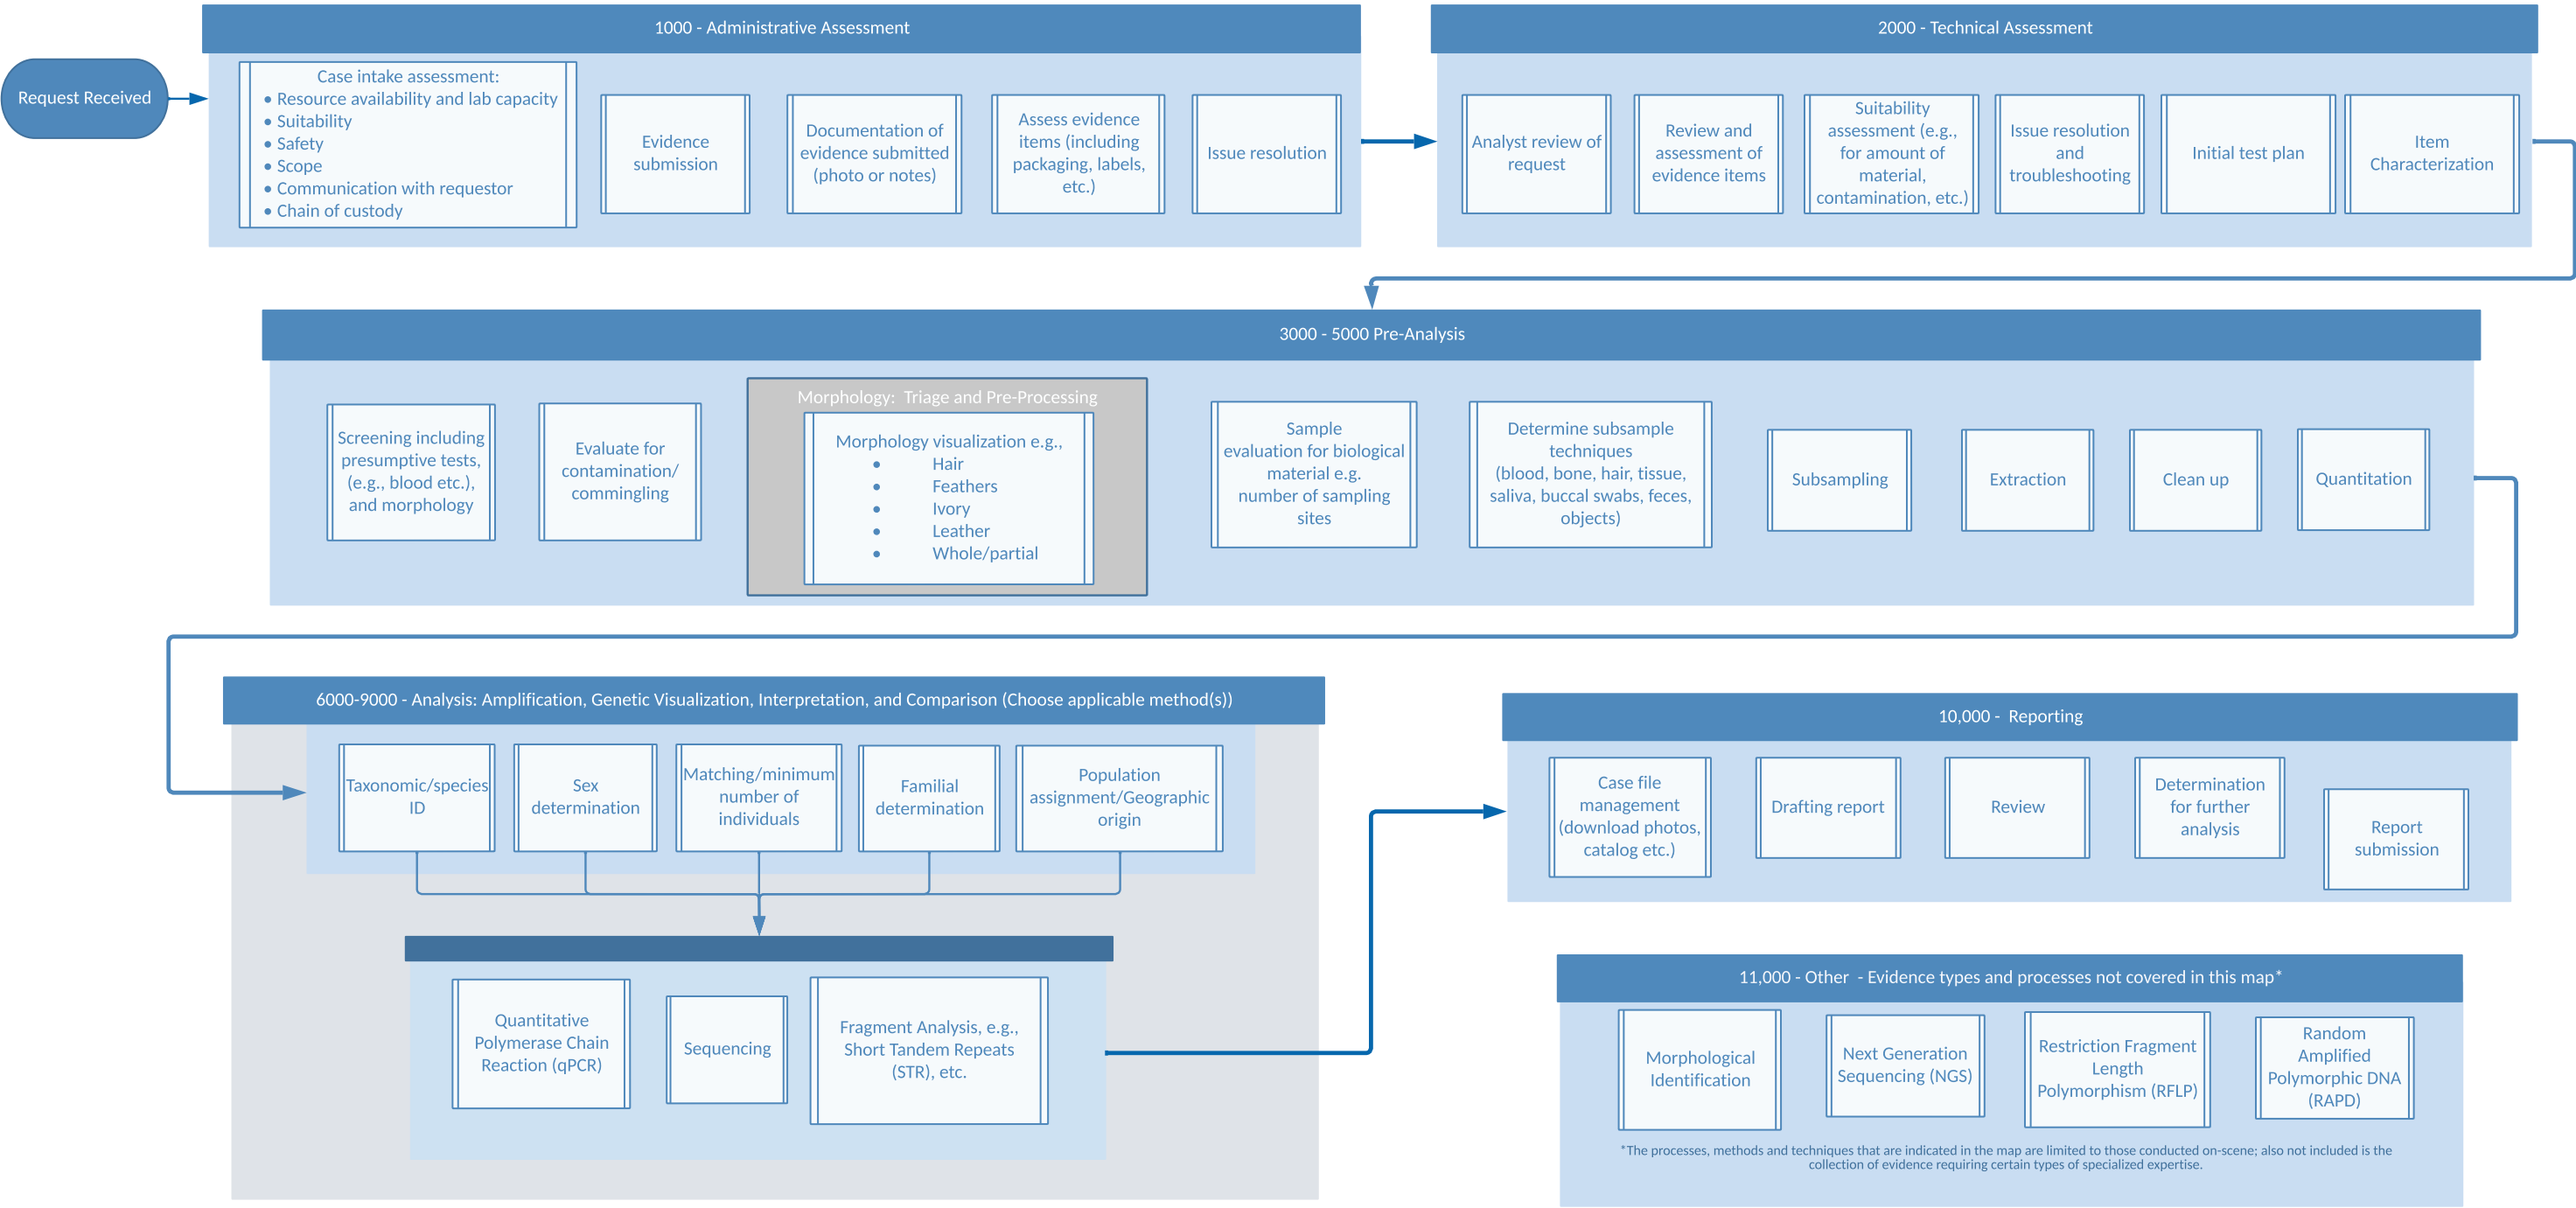 Request Received
1000 - Administrative Assessment
Case intake assessment:
• Resource availability and lab capacity
• Suitability
• Safety
• Scope
• Communication with requestor
• Chain of custody
Evidence
submission
Documentation of
evidence submitted
(photo or notes)
Assess evidence
items (including
packaging, labels,
etc.)
Issue resolution
2000 - Technical Assessment
Analyst review of
request
Review and
assessment of
evidence items
Suitability
assessment (e.g.,
for amount of
material,
contamination, etc.)
Issue resolution
and
troubleshooting
Initial test plan
Item
Characterization
3000 - 5000 Pre-Analysis
Screening including
presumptive tests,
(e.g., blood etc.),
and morphology
Evaluate for
contamination/
commingling
Morphology: Triage and Pre-Processing
Morphology visualization e.g.,
• Hair
• Feathers
• Ivory
• Leather
• Whole/partial
Sample
evaluation for biological
material e.g.
number of sampling
sites
Determine subsample
techniques
(blood, bone, hair, tissue,
saliva, buccal swabs, feces,
objects)
Subsampling
Extraction
Clean up
Quantitation
6000-9000 - Analysis: Amplification, Genetic Visualization, Interpretation, and Comparison (Choose applicable method(s))
Taxonomic/species
ID
Sex
determination
Matching/minimum
number of
individuals
Familial
determination
Population
assignment/Geographic
origin
Quantitative
Polymerase Chain
Reaction (qPCR)
Sequencing
Fragment Analysis, e.g.,
Short Tandem Repeats
(STR), etc.
10,000 - Reporting
Case file
management
(download photos,
catalog etc.)
Drafting report
Review
Determination
for further
analysis
Report
submission
11,000 - Other - Evidence types and processes not covered in this map*
Morphological
Identification
Next Generation
Sequencing (NGS)
Restriction Fragment
Length
Polymorphism (RFLP)
Random
Amplified
Polymorphic DNA
(RAPD)
*The processes, methods and techniques that are indicated in the map are limited to those conducted on-scene; also not included is the
collection of evidence requiring certain types of specialized expertise.